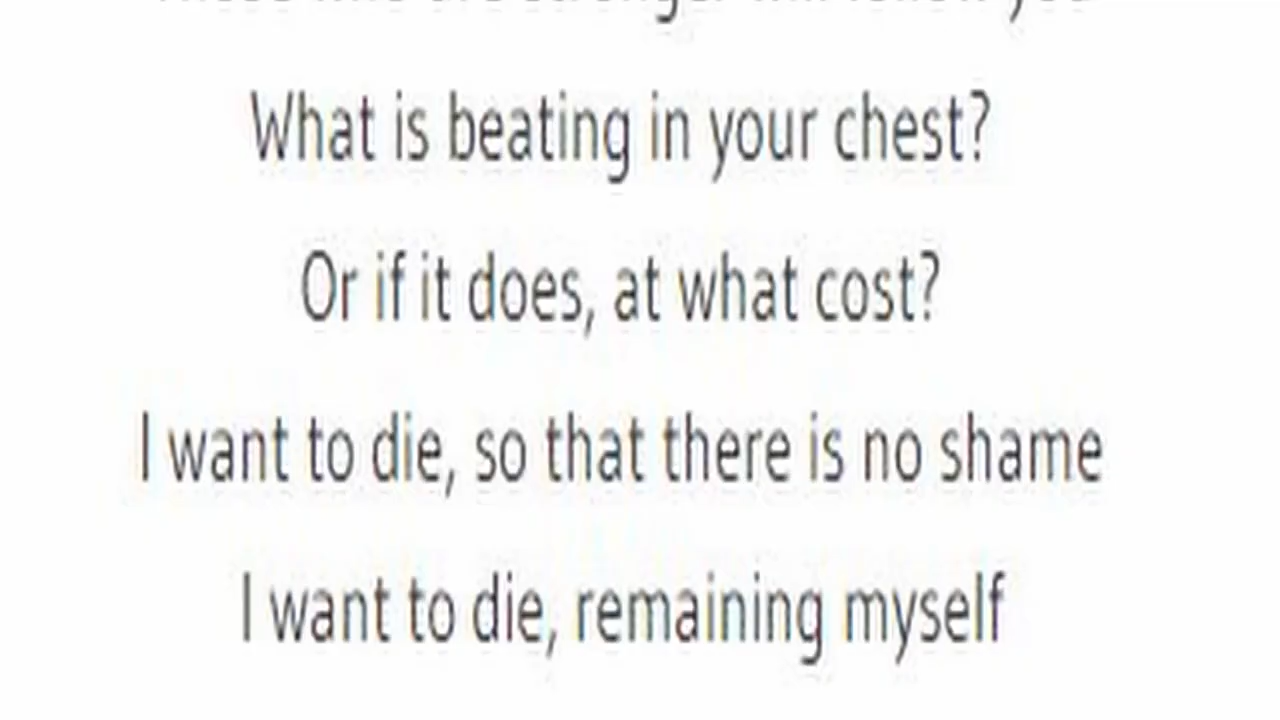 What is beating in your chest?
Or if it does, at what cost?
I want to die, so that there is no shame
I want to die, remaining myself